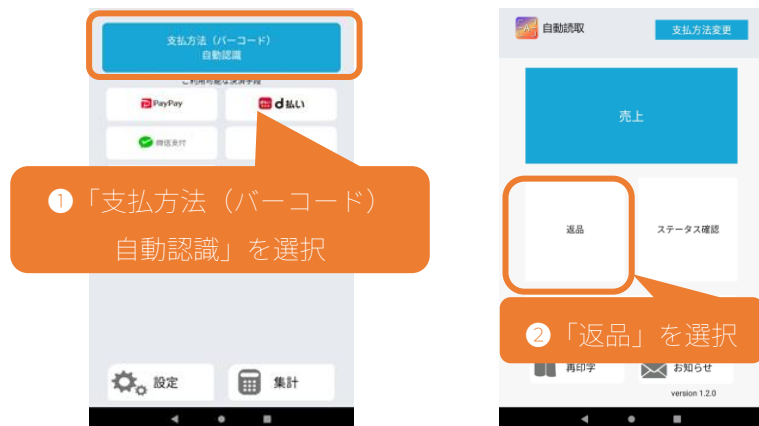 支払方法（バーコード）
自動認識
ご利用可能な決済手段
PayPay
d払い
微信支付
❶「支払方法（バーコード）
自動認識」を選択
設定
集計
自動読取
支払方法変更
売上
返品
ステータス確認
❷「返品」を選択
再印字
お知らせ
version 1.2.0